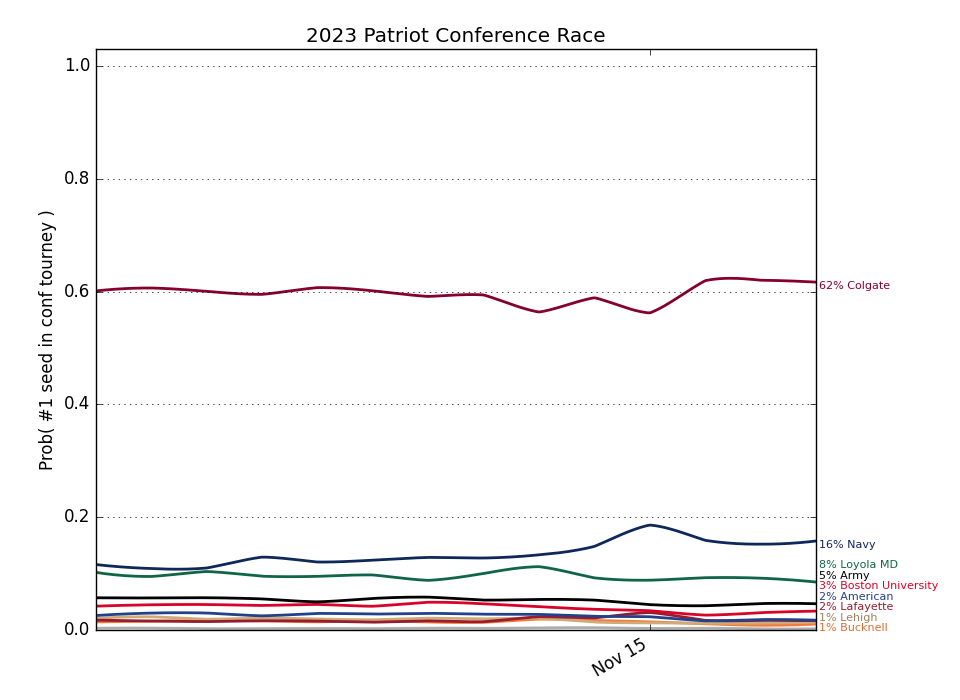 2023 Patriot Conference Race
Prob( #1 seed in conf tourney )
1.0
0.8
0.6
0.4
0.2
0.0
Nov 15
62% Colgate
16% Navy
8% Loyola MD
5% Army
3% Boston University
2% American
2% Lafayette
1% Lehigh
1% Bucknell